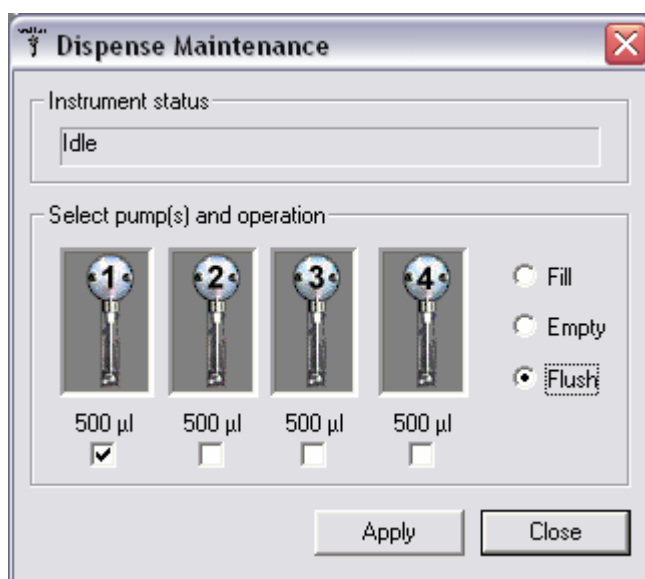 Dispense Maintenance
Instrument status
Idle
Select pump(s) and operation
1 2 3 4
Fill
Empty
Flush
500 µl 500 µl 500 µl 500 µl
Apply Close